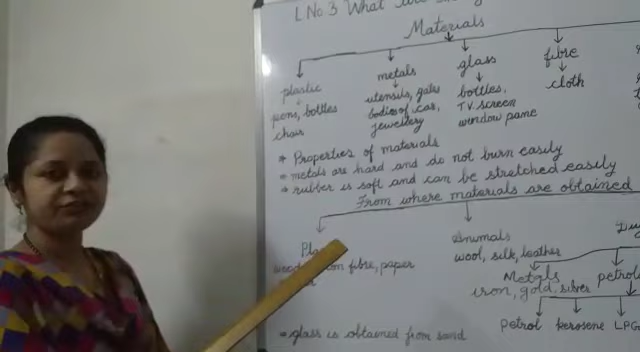 L No 3 What are
Materials
plastic metals glass fibre
pens, bottles utensils, gates bottles, cloth
chair bodies of car, T.V. screen
jewellery window pane
* Properties of materials
metals are hard and do not burn easily
rubber is soft and can be stretched easily
From where materials are obtained
Animals
fibre, paper wool, silk, leather
Metals
iron, gold, silver
petrol kerosene LPG
glass is obtained from sand